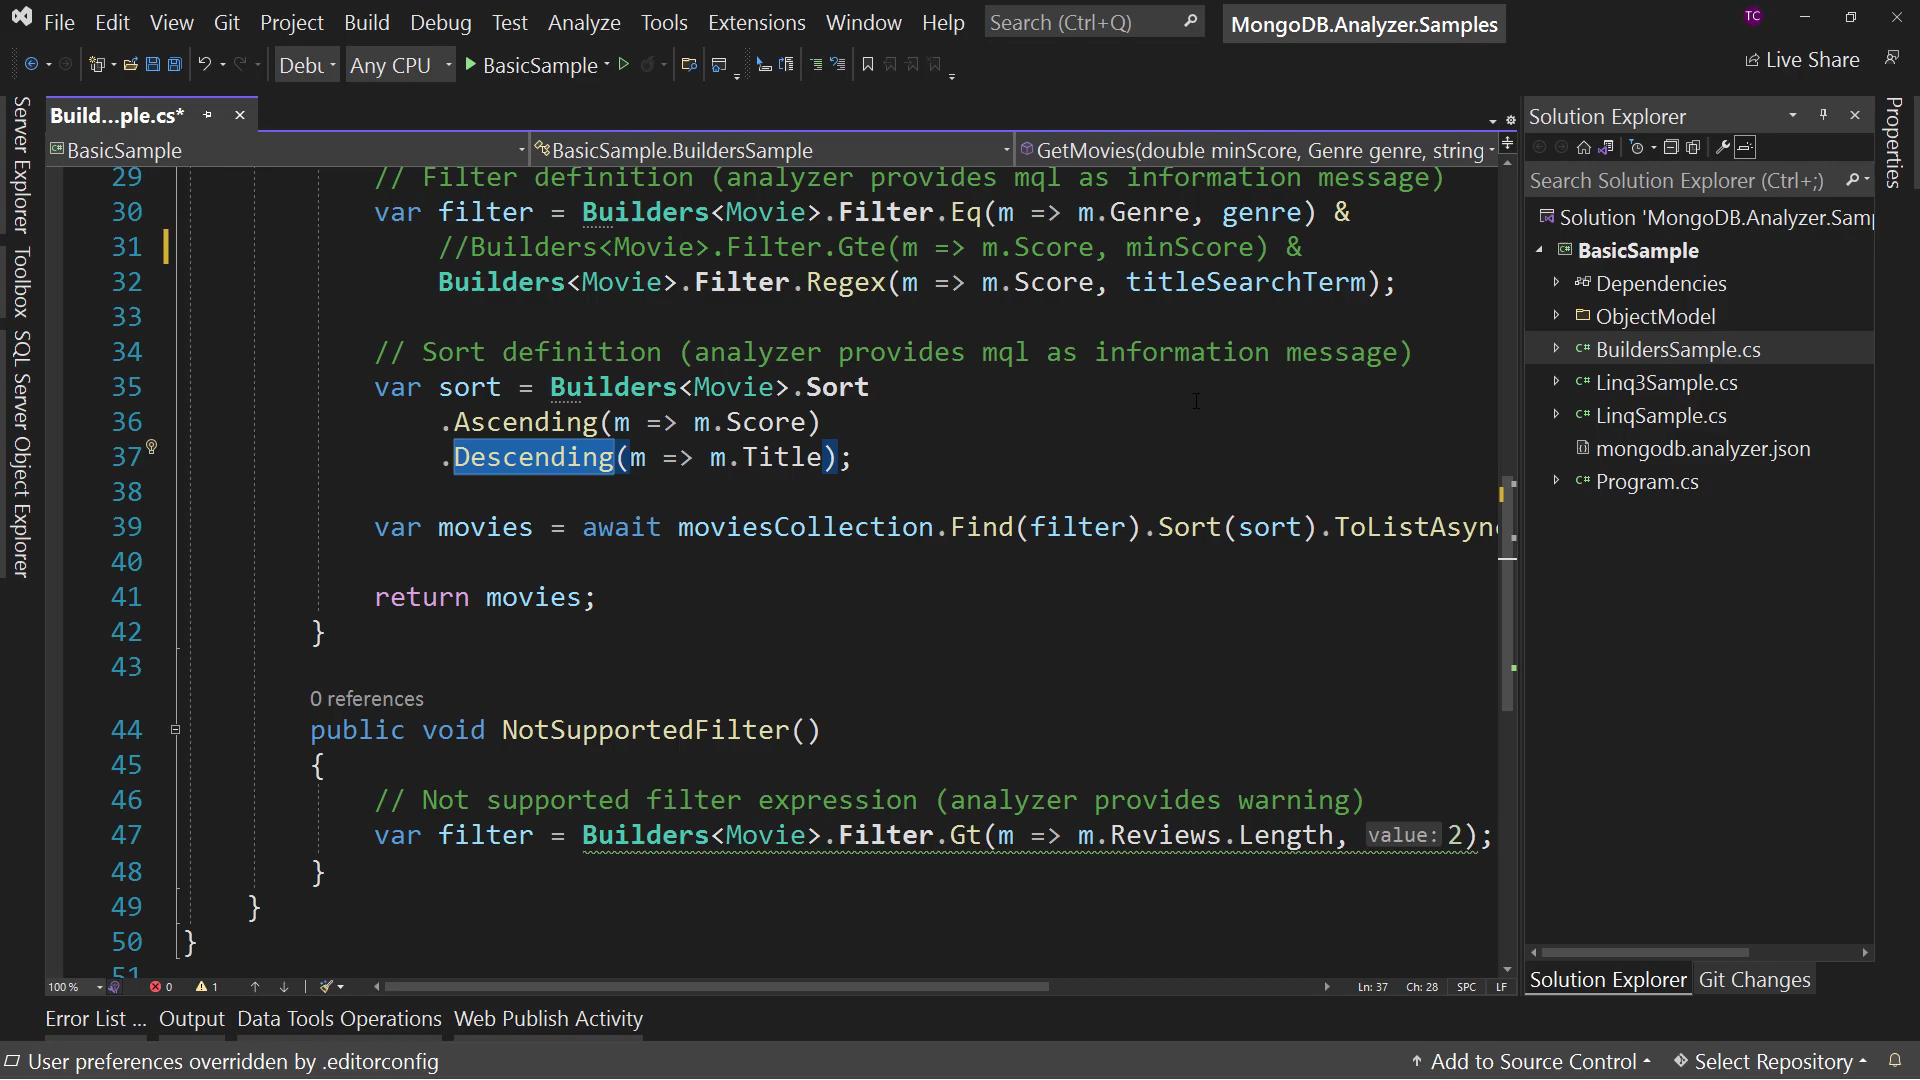 File Edit View Git Project Build Debug Test Analyze Tools Extensions Window Help Search (Ctrl+Q) MongoDB.Analyzer.Samples TC
Debu Any CPU BasicSample Live Share
Build...ple.cs*
BasicSample BasicSample.BuildersSample GetMovies(double minScore, Genre genre, string
29 // Filter definition (analyzer provides mql as information message)
30 var filter = Builders<Movie>.Filter.Eq(m => m.Genre, genre) &
31 //Builders<Movie>.Filter.Gte(m => m.Score, minScore) &
32 Builders<Movie>.Filter.Regex(m => m.Score, titleSearchTerm);
33
34 // Sort definition (analyzer provides mql as information message)
35 var sort = Builders<Movie>.Sort
36 .Ascending(m => m.Score)
37 .Descending(m => m.Title);
38
39 var movies = await moviesCollection.Find(filter).Sort(sort).ToListAsync
40
41 return movies;
42 }
43
0 references
44 public void NotSupportedFilter()
45 {
46 // Not supported filter expression (analyzer provides warning)
47 var filter = Builders<Movie>.Filter.Gt(m => m.Reviews.Length, value: 2);
48 }
49 }
50 }
51
100 % 0 1 Ln: 37 Ch: 28 SPC LF
Server Explorer
Toolbox
SQL Server Object Explorer
Solution Explorer
Search Solution Explorer (Ctrl+;)
Solution 'MongoDB.Analyzer.Samp
BasicSample
Dependencies
ObjectModel
C# BuildersSample.cs
C# Linq3Sample.cs
C# LinqSample.cs
mongodb.analyzer.json
C# Program.cs
Solution Explorer Git Changes
Properties
Error List ... Output Data Tools Operations Web Publish Activity
User preferences overridden by .editorconfig Add to Source Control Select Repository